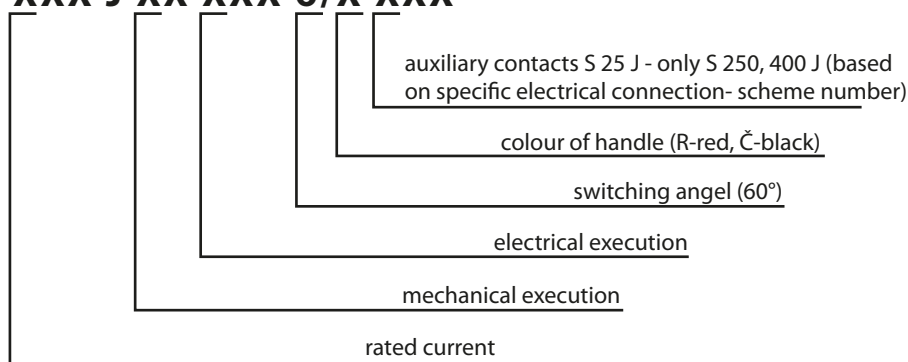 auxiliary contacts S 25 J - only S 250, 400 J (based
on specific electrical connection- scheme number)
colour of handle (R-red, Č-black)
switching angel (60°)
electrical execution
mechanical execution
rated current